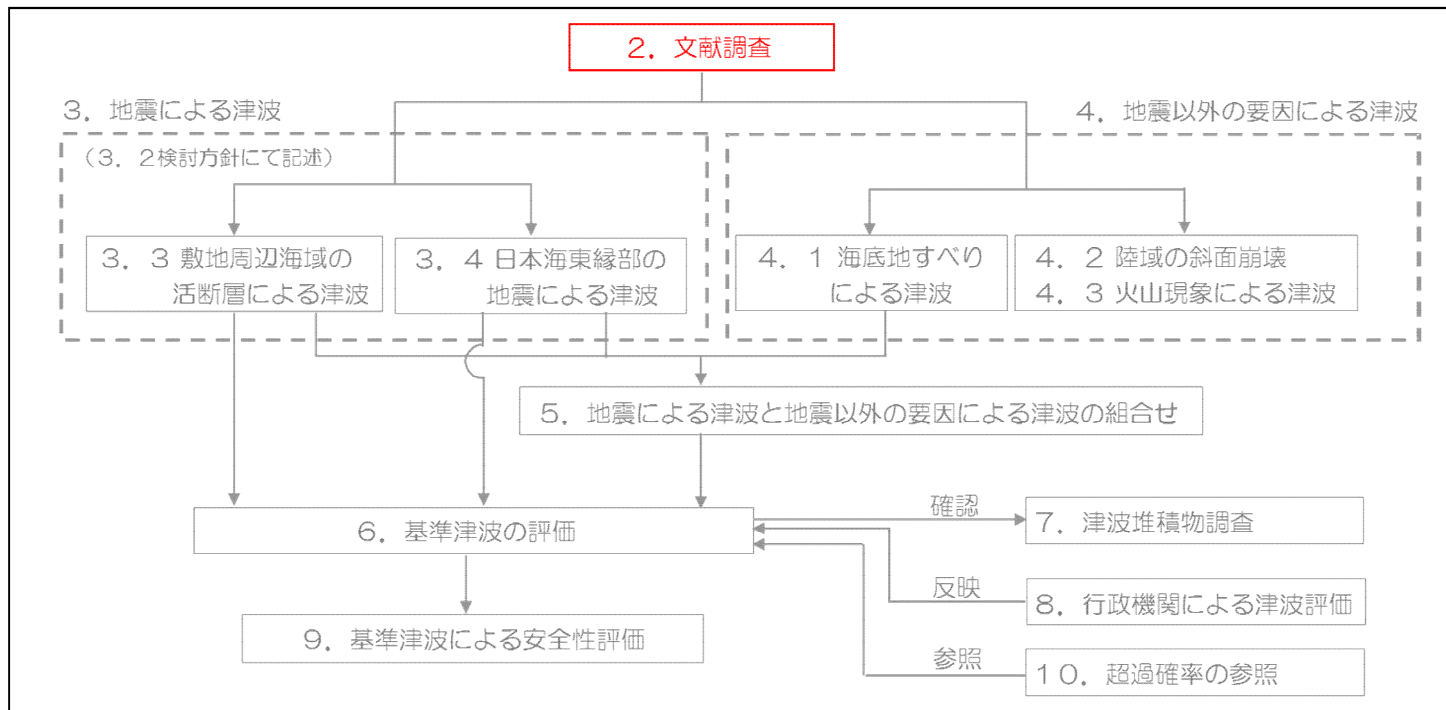 2．文献調査
3．地震による津波
4．地震以外の要因による津波
（3．2検討方針にて記述）
3．3 敷地周辺海域の
活断層による津波
3．4 日本海東縁部の
地震による津波
4．1 海底地すべり
による津波
4．2 陸域の斜面崩壊
4．3 火山現象による津波
5．地震による津波と地震以外の要因による津波の組合せ
6．基準津波の評価
確認
7．津波堆積物調査
反映
8．行政機関による津波評価
9．基準津波による安全性評価
参照
10．超過確率の参照